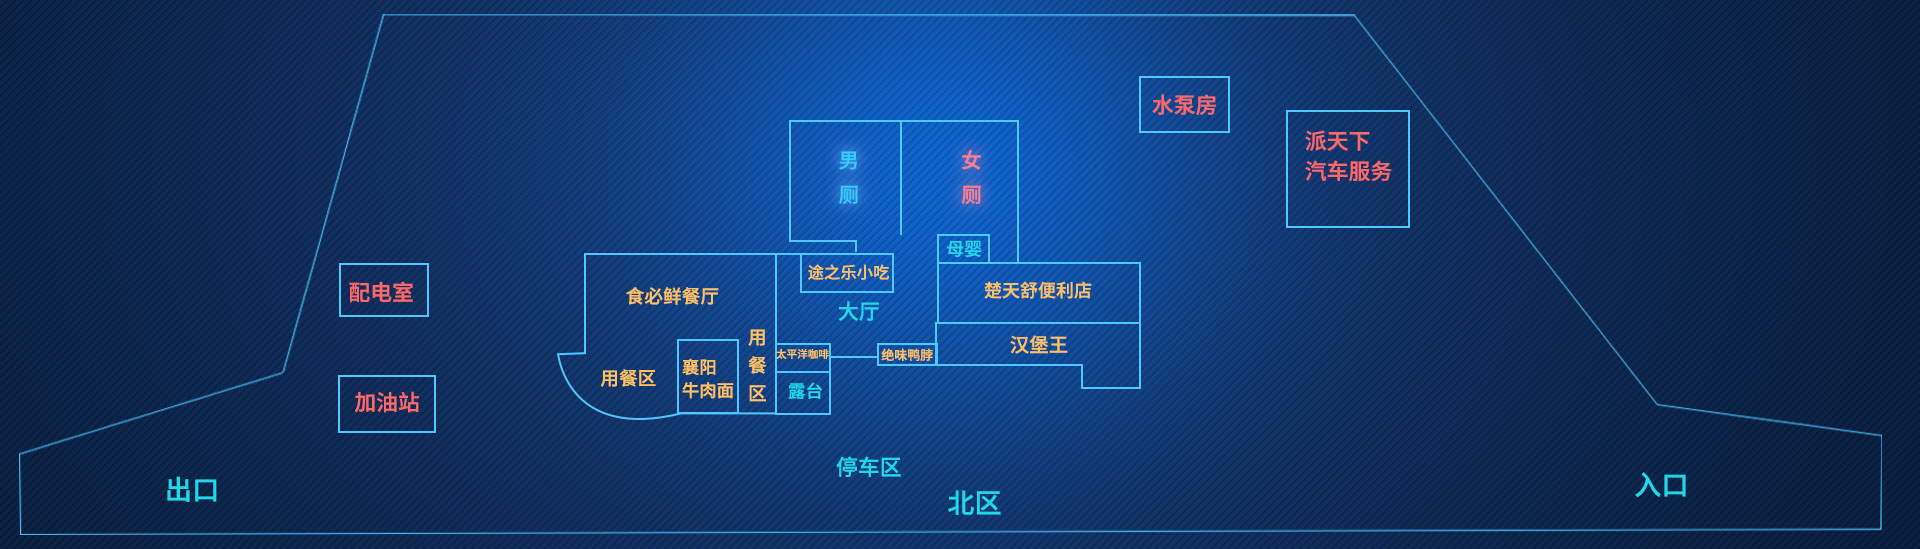 水泵房
派天下
汽车服务
男
厕
女
厕
母婴
途之乐小吃
配电室
食必鲜餐厅
楚天舒便利店
大厅
用
餐
区
汉堡王
太平洋咖啡
绝味鸭脖
襄阳
牛肉面
用餐区
露台
加油站
停车区
出口
北区
入口